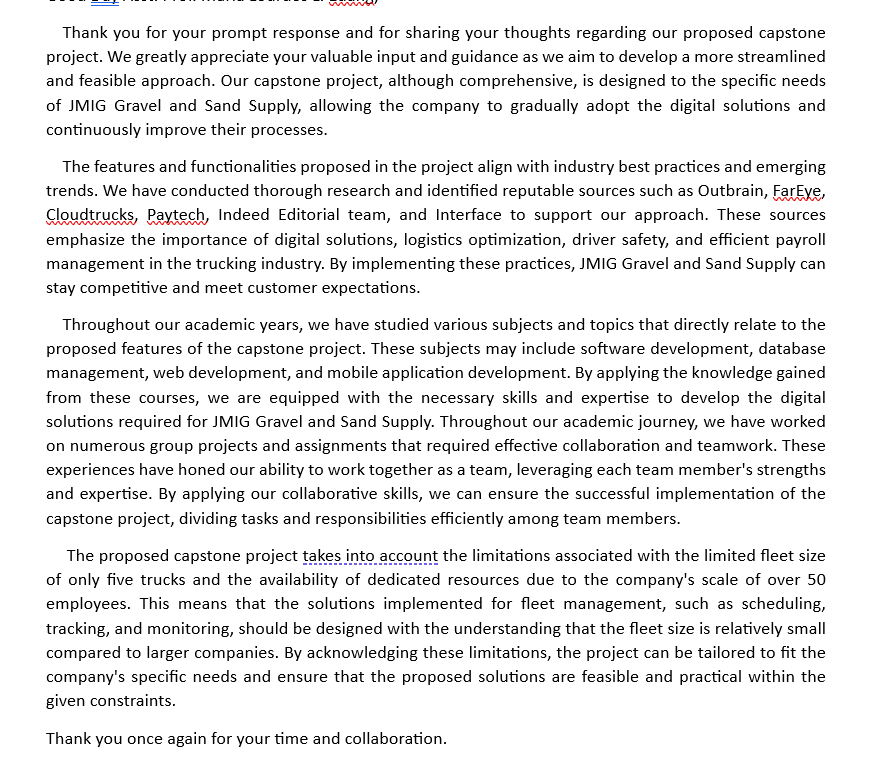 Thank you for your prompt response and for sharing your thoughts regarding our proposed capstone
project. We greatly appreciate your valuable input and guidance as we aim to develop a more streamlined
and feasible approach. Our capstone project, although comprehensive, is designed to the specific needs
of JMIG Gravel and Sand Supply, allowing the company to gradually adopt the digital solutions and
continuously improve their processes.
The features and functionalities proposed in the project align with industry best practices and emerging
trends. We have conducted thorough research and identified reputable sources such as Outbrain, FarEye,
Cloudtrucks, Paytech, Indeed Editorial team, and Interface to support our approach. These sources
emphasize the importance of digital solutions, logistics optimization, driver safety, and efficient payroll
management in the trucking industry. By implementing these practices, JMIG Gravel and Sand Supply can
stay competitive and meet customer expectations.
Throughout our academic years, we have studied various subjects and topics that directly relate to the
proposed features of the capstone project. These subjects may include software development, database
management, web development, and mobile application development. By applying the knowledge gained
from these courses, we are equipped with the necessary skills and expertise to develop the digital
solutions required for JMIG Gravel and Sand Supply. Throughout our academic journey, we have worked
on numerous group projects and assignments that required effective collaboration and teamwork. These
experiences have honed our ability to work together as a team, leveraging each team member's strengths
and expertise. By applying our collaborative skills, we can ensure the successful implementation of the
capstone project, dividing tasks and responsibilities efficiently among team members.
The proposed capstone project takes into account the limitations associated with the limited fleet size
of only five trucks and the availability of dedicated resources due to the company's scale of over 50
employees. This means that the solutions implemented for fleet management, such as scheduling,
tracking, and monitoring, should be designed with the understanding that the fleet size is relatively small
compared to larger companies. By acknowledging these limitations, the project can be tailored to fit the
company's specific needs and ensure that the proposed solutions are feasible and practical within the
given constraints.
Thank you once again for your time and collaboration.